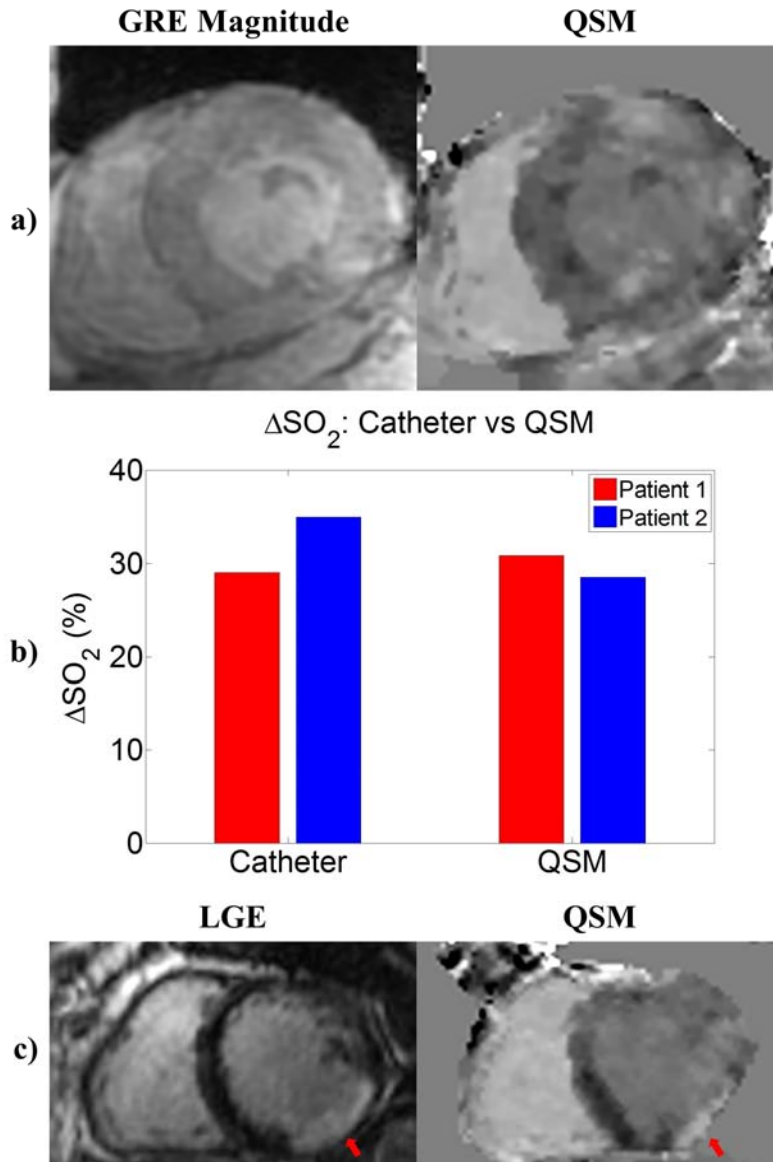 GRE Magnitude QSM
a)
ΔSO₂: Catheter vs QSM
40
30
20
10
0
ΔSO₂ (%)
Patient 1
Patient 2
b)
Catheter QSM
LGE QSM
c)